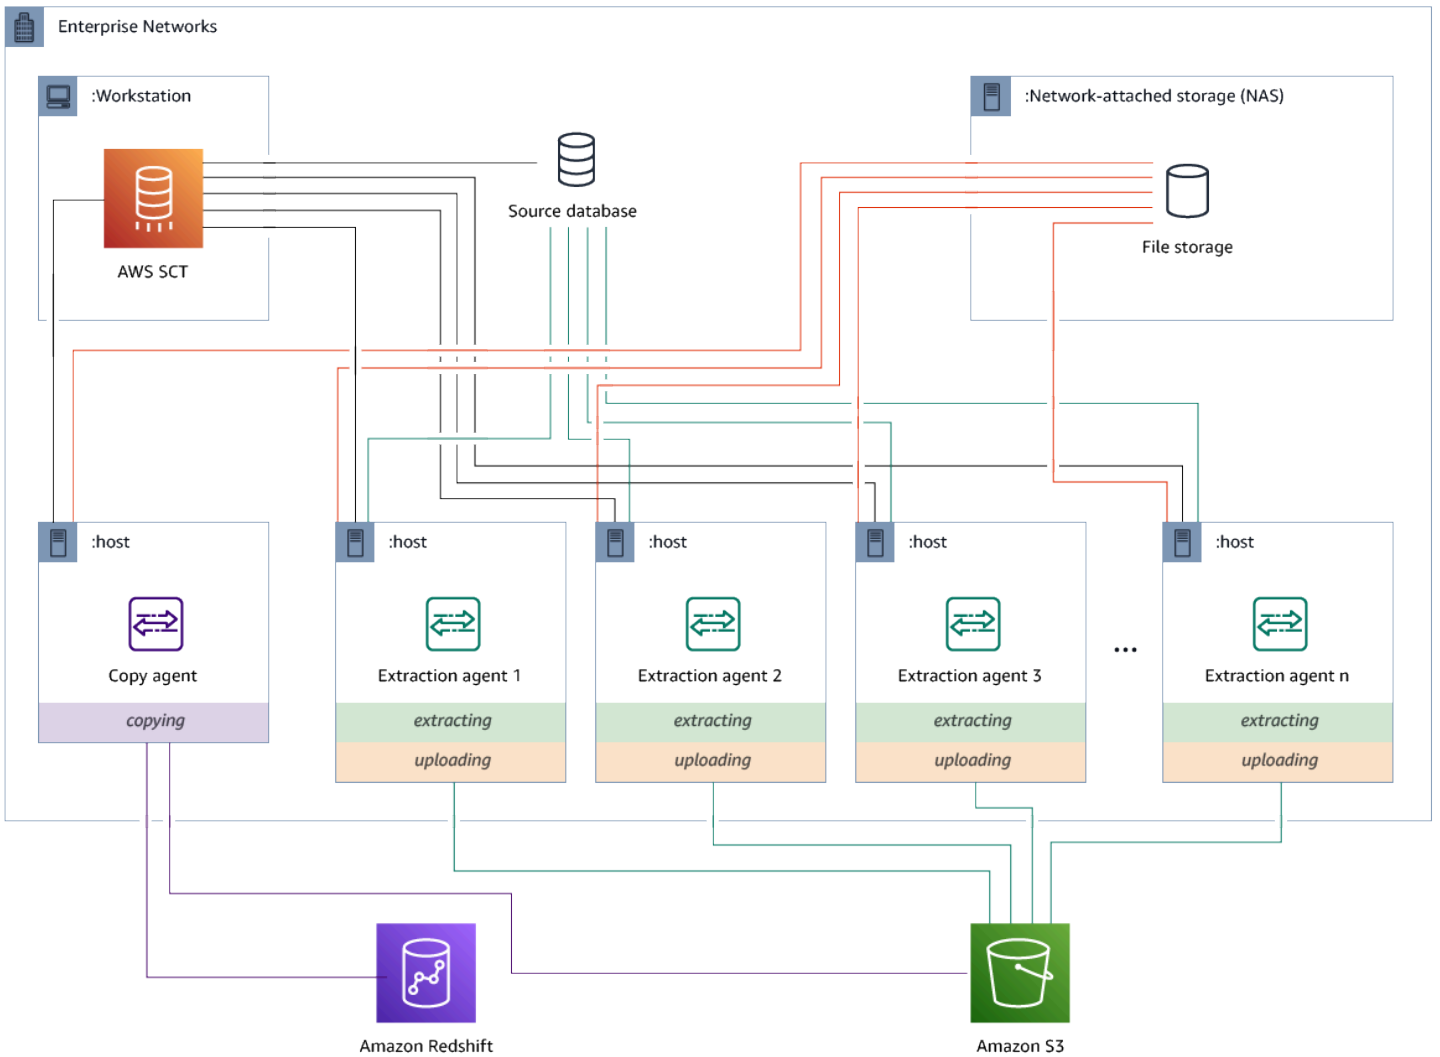 Enterprise Networks
:Workstation
:Network-attached storage (NAS)
Source database
File storage
AWS SCT
:host
:host
:host
:host
:host
Copy agent
Extraction agent 1
Extraction agent 2
Extraction agent 3
...
Extraction agent n
copying
extracting
extracting
extracting
extracting
uploading
uploading
uploading
uploading
Amazon Redshift
Amazon S3